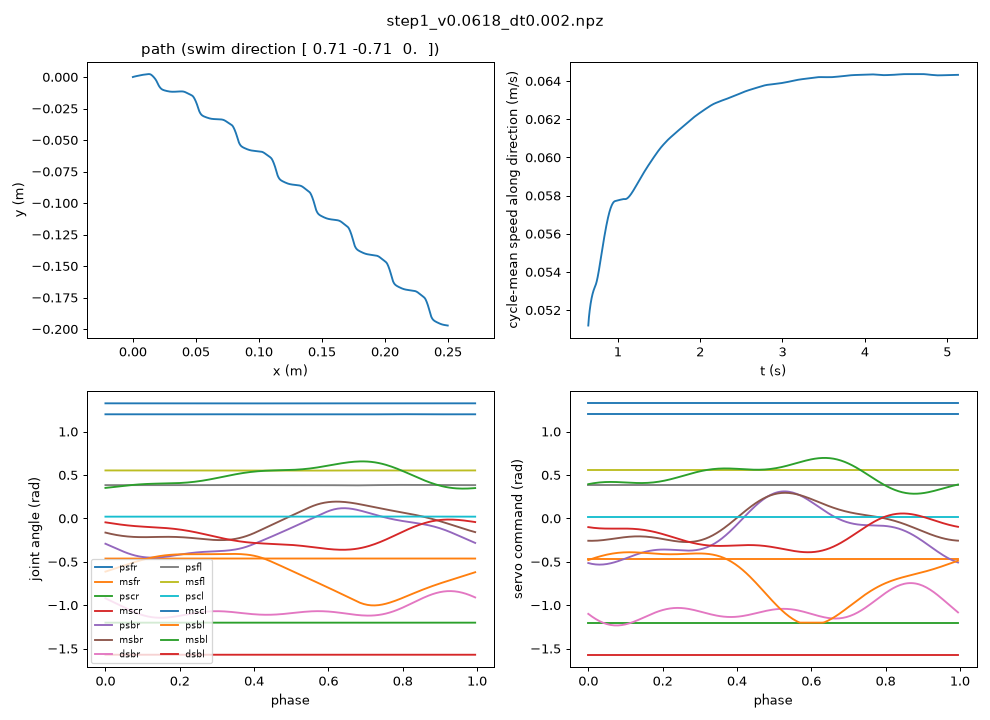 step1_v0.0618_dt0.002.npz
path (swim direction [ 0.71 -0.71  0.  ])
0.000
−0.025
−0.050
−0.075
−0.100
−0.125
−0.150
−0.175
−0.200
y (m)
0.00 0.05 0.10 0.15 0.20 0.25
x (m)
0.064
0.062
0.060
0.058
0.056
0.054
0.052
cycle-mean speed along direction (m/s)
1 2 3 4 5
t (s)
1.0
0.5
0.0
−0.5
−1.0
−1.5
joint angle (rad)
psfr psfl
msfr msfl
pscr pscl
mscr mscl
psbr psbl
msbr msbl
dsbr dsbl
0.0 0.2 0.4 0.6 0.8 1.0
phase
1.0
0.5
0.0
−0.5
−1.0
−1.5
servo command (rad)
0.0 0.2 0.4 0.6 0.8 1.0
phase